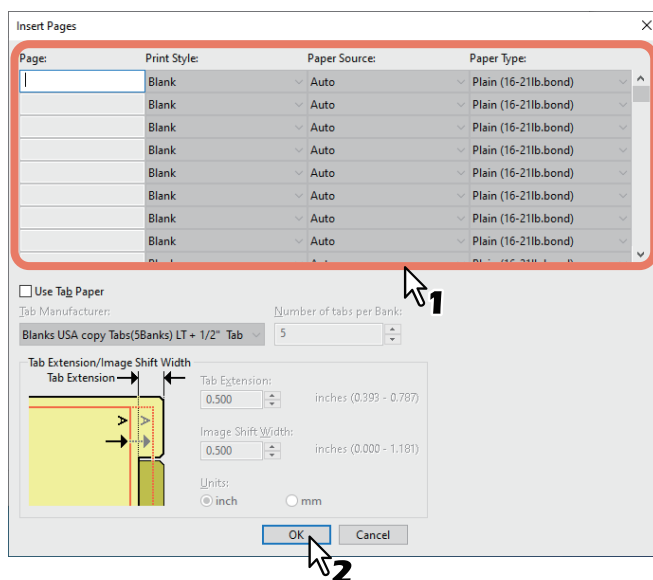 Insert Pages
Page: Print Style: Paper Source: Paper Type:
Blank Auto Plain (16-21lb.bond)
Blank Auto Plain (16-21lb.bond)
Blank Auto Plain (16-21lb.bond)
Blank Auto Plain (16-21lb.bond)
Blank Auto Plain (16-21lb.bond)
Blank Auto Plain (16-21lb.bond)
Blank Auto Plain (16-21lb.bond)
Blank Auto Plain (16-21lb.bond)
1
Use Tab Paper
Tab Manufacturer: Number of tabs per Bank:
Blanks USA copy Tabs(5Banks) LT + 1/2" Tab 5
Tab Extension/Image Shift Width
Tab Extension
Tab Extension:
0.500 inches (0.393 - 0.787)
A A
Image Shift Width:
0.500 inches (0.000 - 1.181)
Units:
inch mm
OK Cancel
2